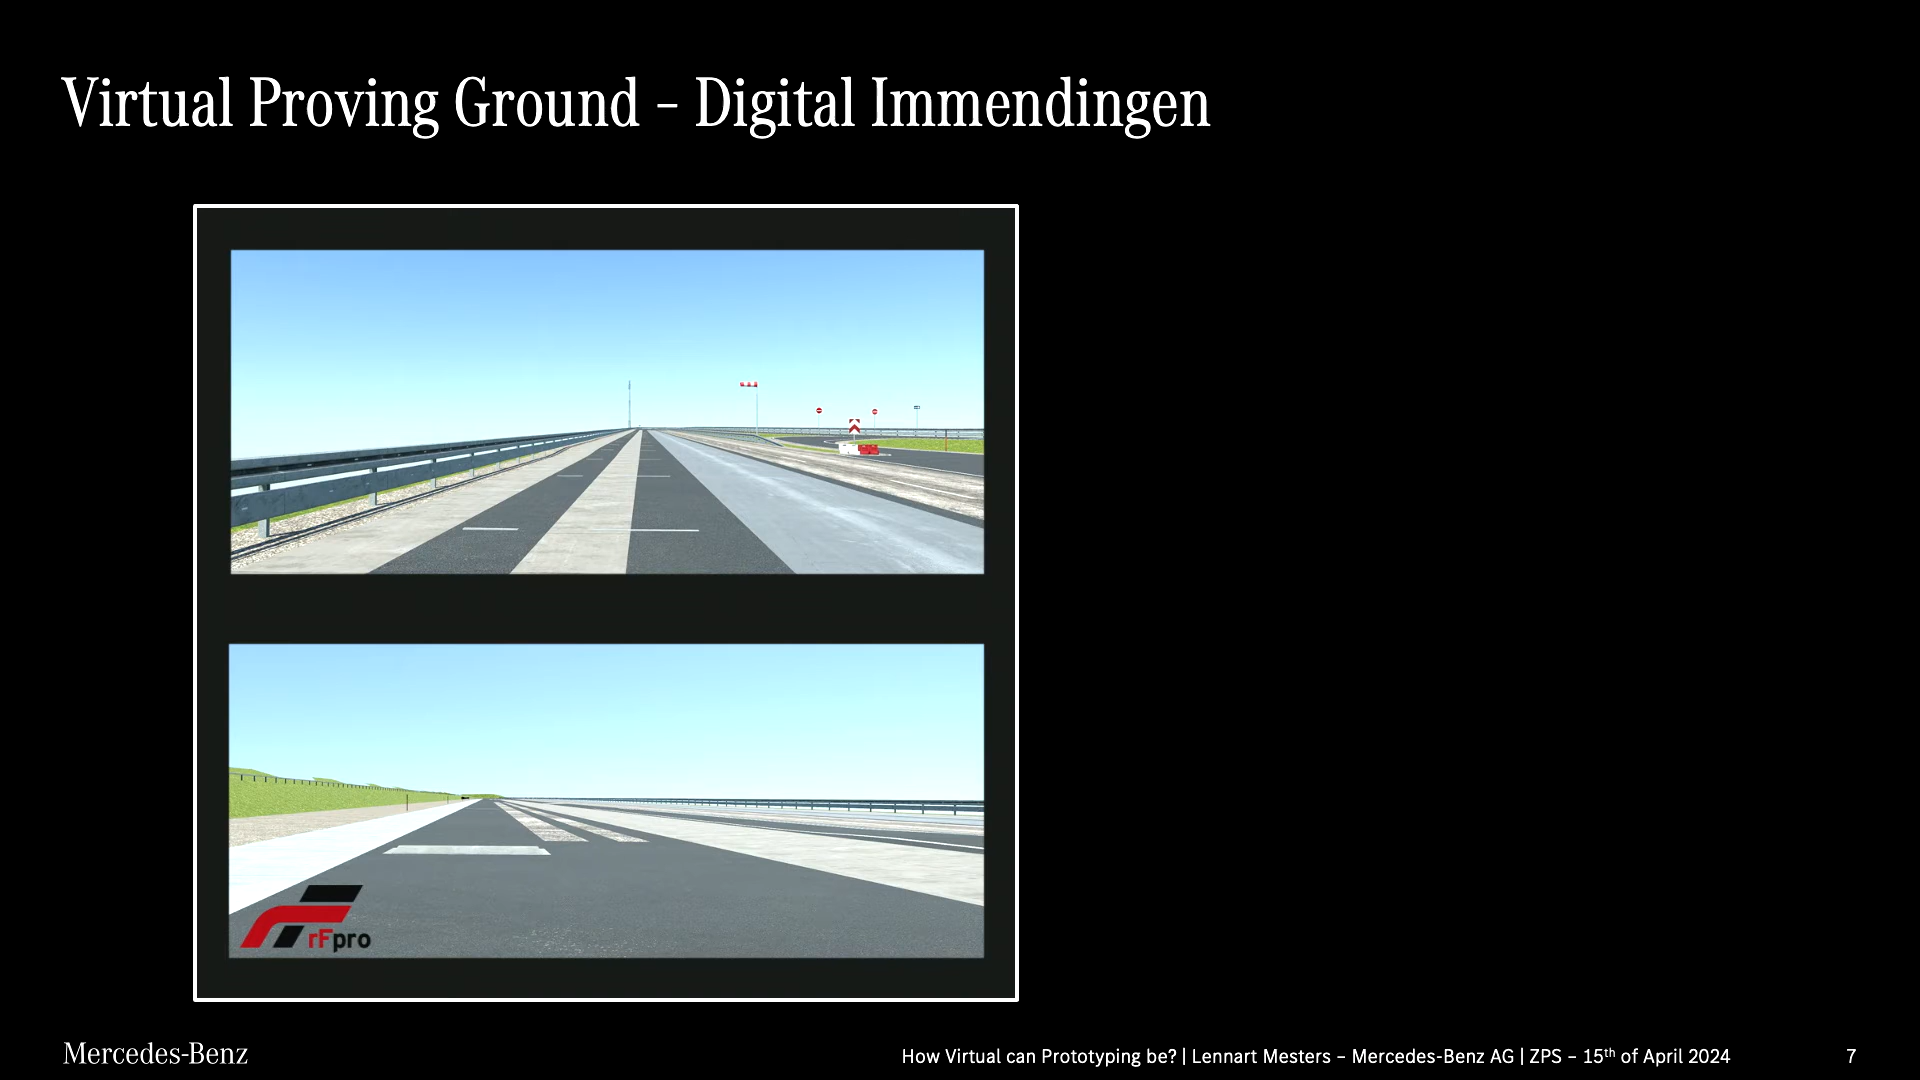 Virtual Proving Ground – Digital Immendingen
rFpro
Mercedes-Benz
How Virtual can Prototyping be? | Lennart Mesters – Mercedes-Benz AG | ZPS – 15th of April 2024
7